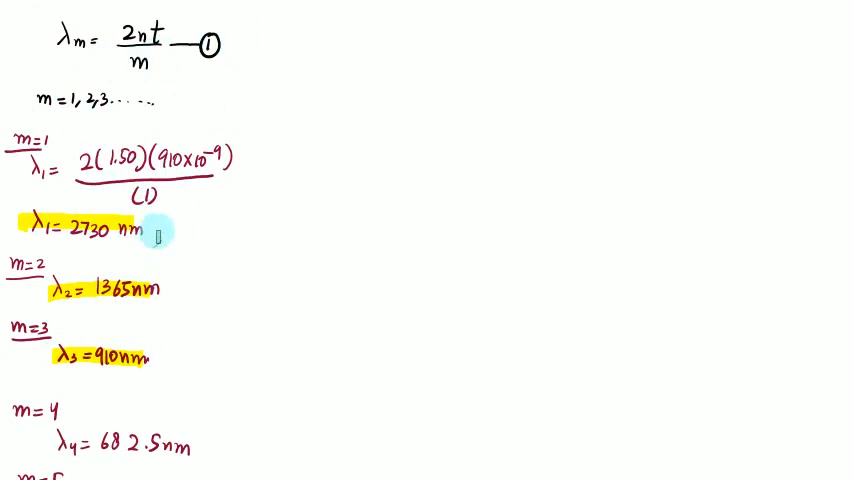 λm = 2nt / m —①
m = 1, 2, 3 ......
m=1
λ1 = 2(1.50)(910×10⁻⁹) / (1)
λ1 = 2730 nm
m=2
λ2 = 1365nm
m=3
λ3 = 910nm
m= 4
λ4 = 682.5nm